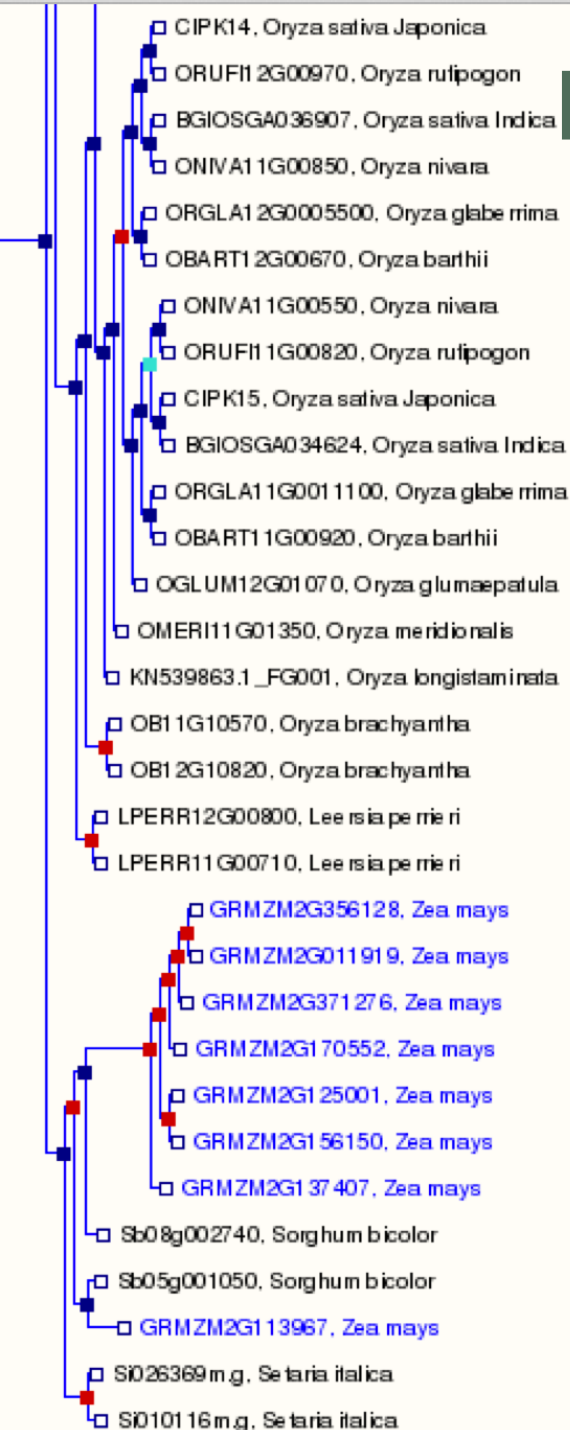 CIPK14, Oryza sativa Japonica
ORUFI12G00970, Oryza rufipogon
BGIOSGA036907, Oryza sativa Indica
ONIVA11G00850, Oryza nivara
ORGLA12G0005500, Oryza glaberrima
OBART12G00670, Oryza barthii
ONIVA11G00550, Oryza nivara
ORUFI11G00820, Oryza rufipogon
CIPK15, Oryza sativa Japonica
BGIOSGA034624, Oryza sativa Indica
ORGLA11G0011100, Oryza glaberrima
OBART11G00920, Oryza barthii
OGLUM12G01070, Oryza glumaepatula
OMERI11G01350, Oryza meridionalis
KN539863.1_FG001, Oryza longistaminata
OB11G10570, Oryza brachyantha
OB12G10820, Oryza brachyantha
LPERR12G00800, Leersia perrieri
LPERR11G00710, Leersia perrieri
GRMZM2G356128, Zea mays
GRMZM2G011919, Zea mays
GRMZM2G371276, Zea mays
GRMZM2G170552, Zea mays
GRMZM2G125001, Zea mays
GRMZM2G156150, Zea mays
GRMZM2G137407, Zea mays
Sb08g002740, Sorghum bicolor
Sb05g001050, Sorghum bicolor
GRMZM2G113967, Zea mays
Si026369m.g, Setaria italica
Si010116m.g, Setaria italica